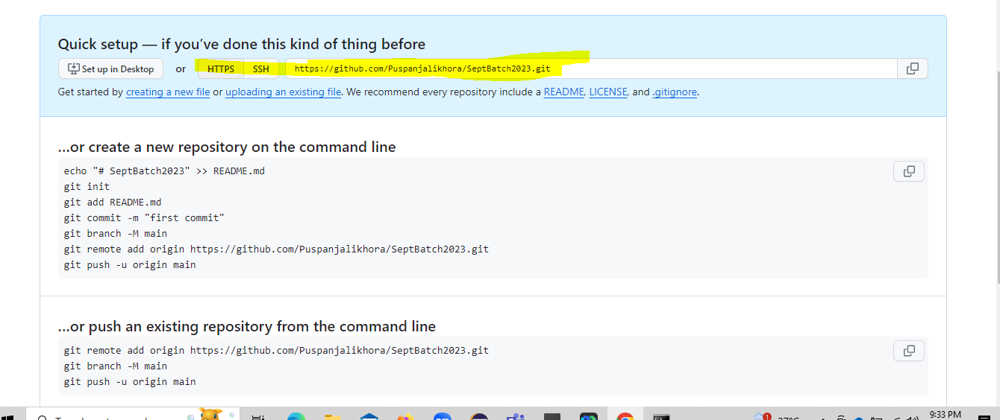 Quick setup — if you’ve done this kind of thing before
Set up in Desktop or HTTPS SSH https://github.com/Puspanjalikhora/SeptBatch2023.git
Get started by creating a new file or uploading an existing file. We recommend every repository include a README, LICENSE, and .gitignore.
…or create a new repository on the command line
echo "# SeptBatch2023" >> README.md
git init
git add README.md
git commit -m "first commit"
git branch -M main
git remote add origin https://github.com/Puspanjalikhora/SeptBatch2023.git
git push -u origin main
…or push an existing repository from the command line
git remote add origin https://github.com/Puspanjalikhora/SeptBatch2023.git
git branch -M main
git push -u origin main
1
9:33 PM